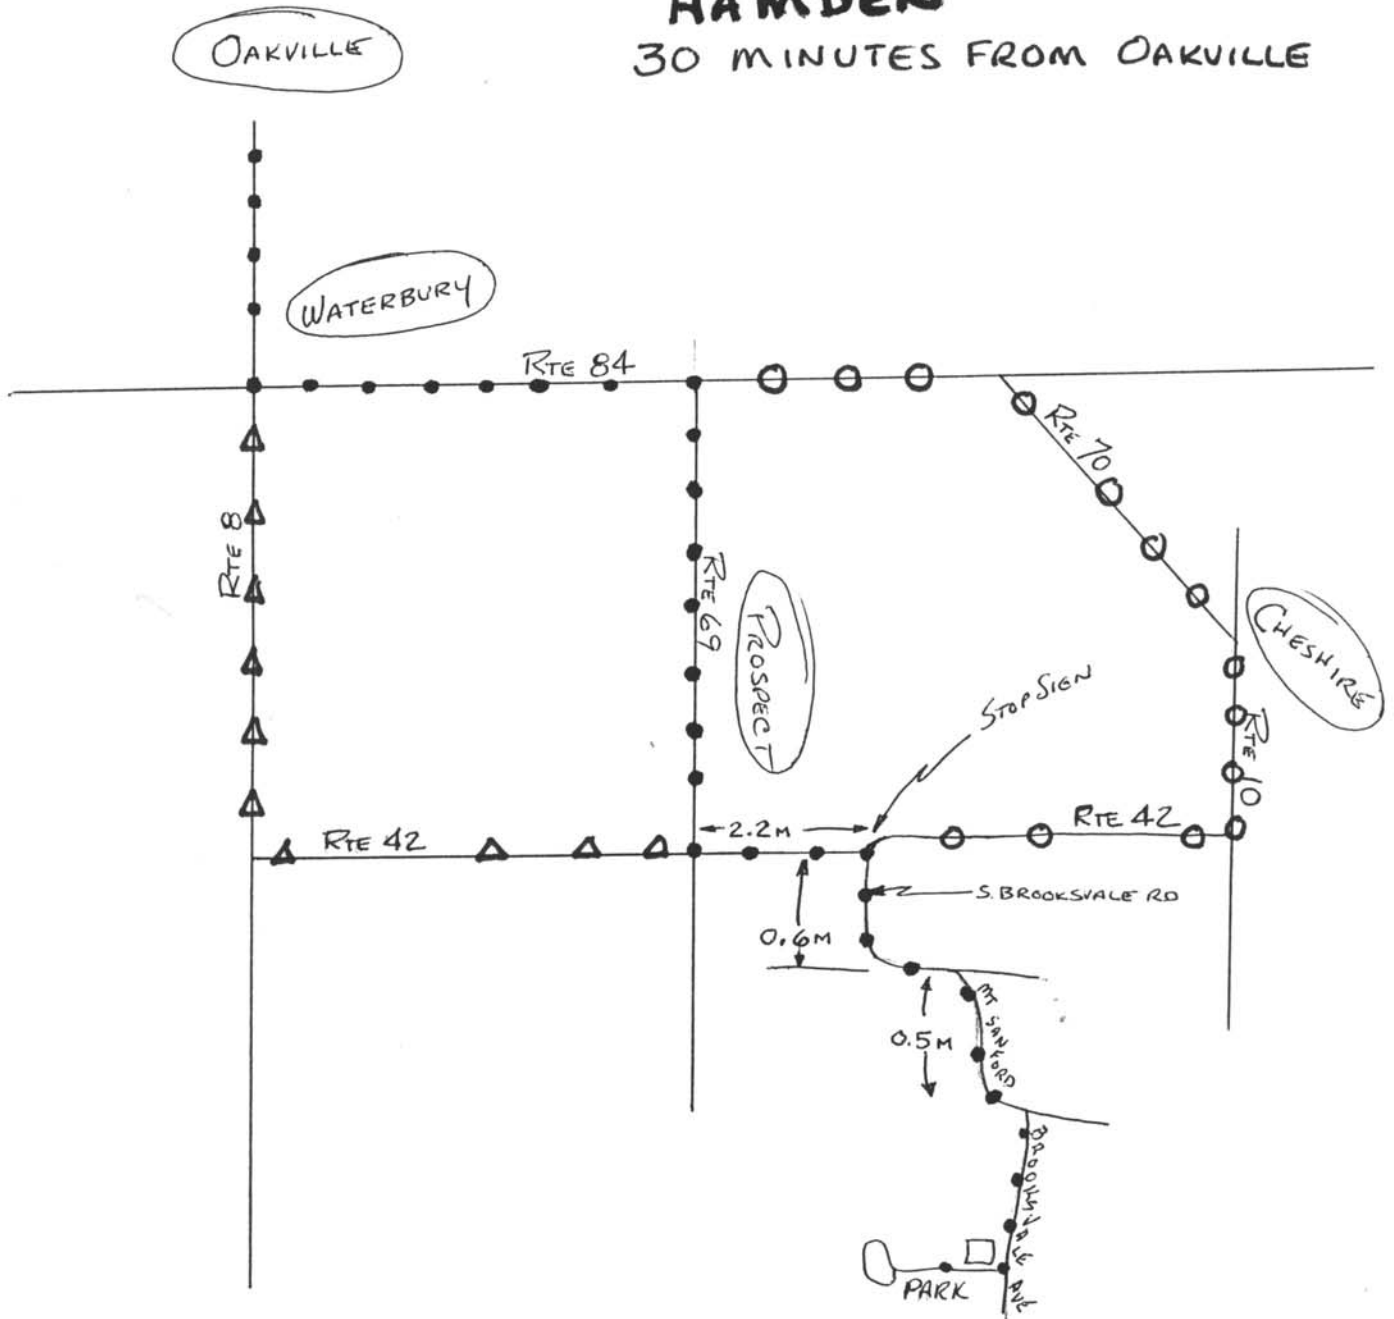 HAMDEN
30 MINUTES FROM OAKVILLE
OAKVILLE
WATERBURY
RTE 84
RTE 70
RTE 8
RTE 69
PROSPECT
CHESHIRE
STOP SIGN
RTE 10
2.2M
RTE 42
RTE 42
S. BROOKSVALE RD
0.6M
MT SANFORD
0.5M
BROOKSVALE AVE
PARK